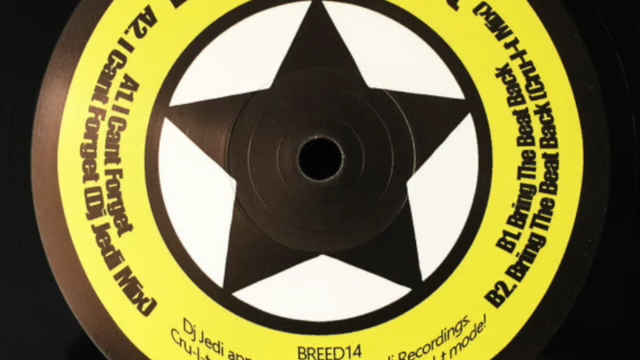 A1. I Cant Forget
A2. I Cant Forget (Dj Jedi Mix)
B1. Bring The Beat Back
B2. Bring The Beat Back (Cru-l-t Mix)
BREED14
Dj Jedi
Recordings.
mode!